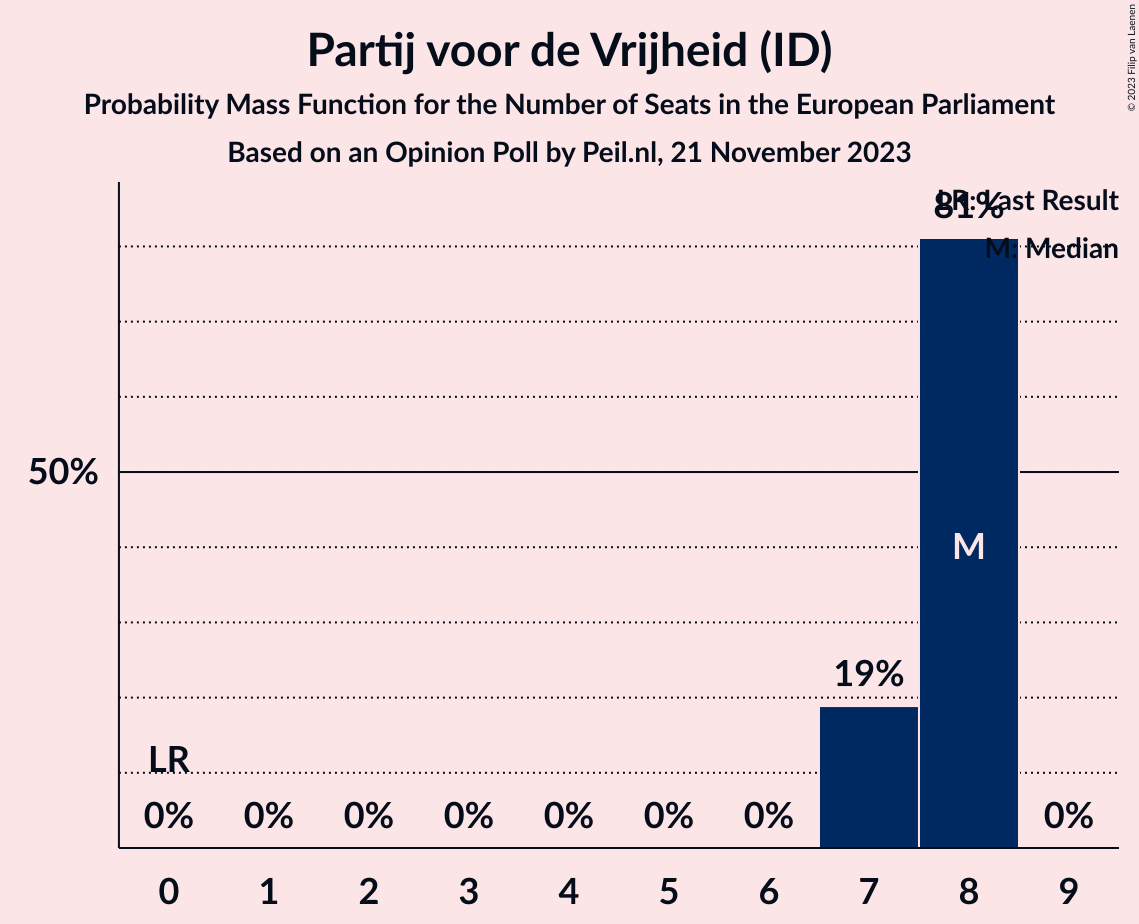 Partij voor de Vrijheid (ID)
Probability Mass Function for the Number of Seats in the European Parliament
Based on an Opinion Poll by Peil.nl, 21 November 2023
© 2023 Filip van Laenen
LR: Last Result
81%
M: Median
50%
M
19%
LR
0% 0% 0% 0% 0% 0% 0% 0%
0 1 2 3 4 5 6 7 8 9